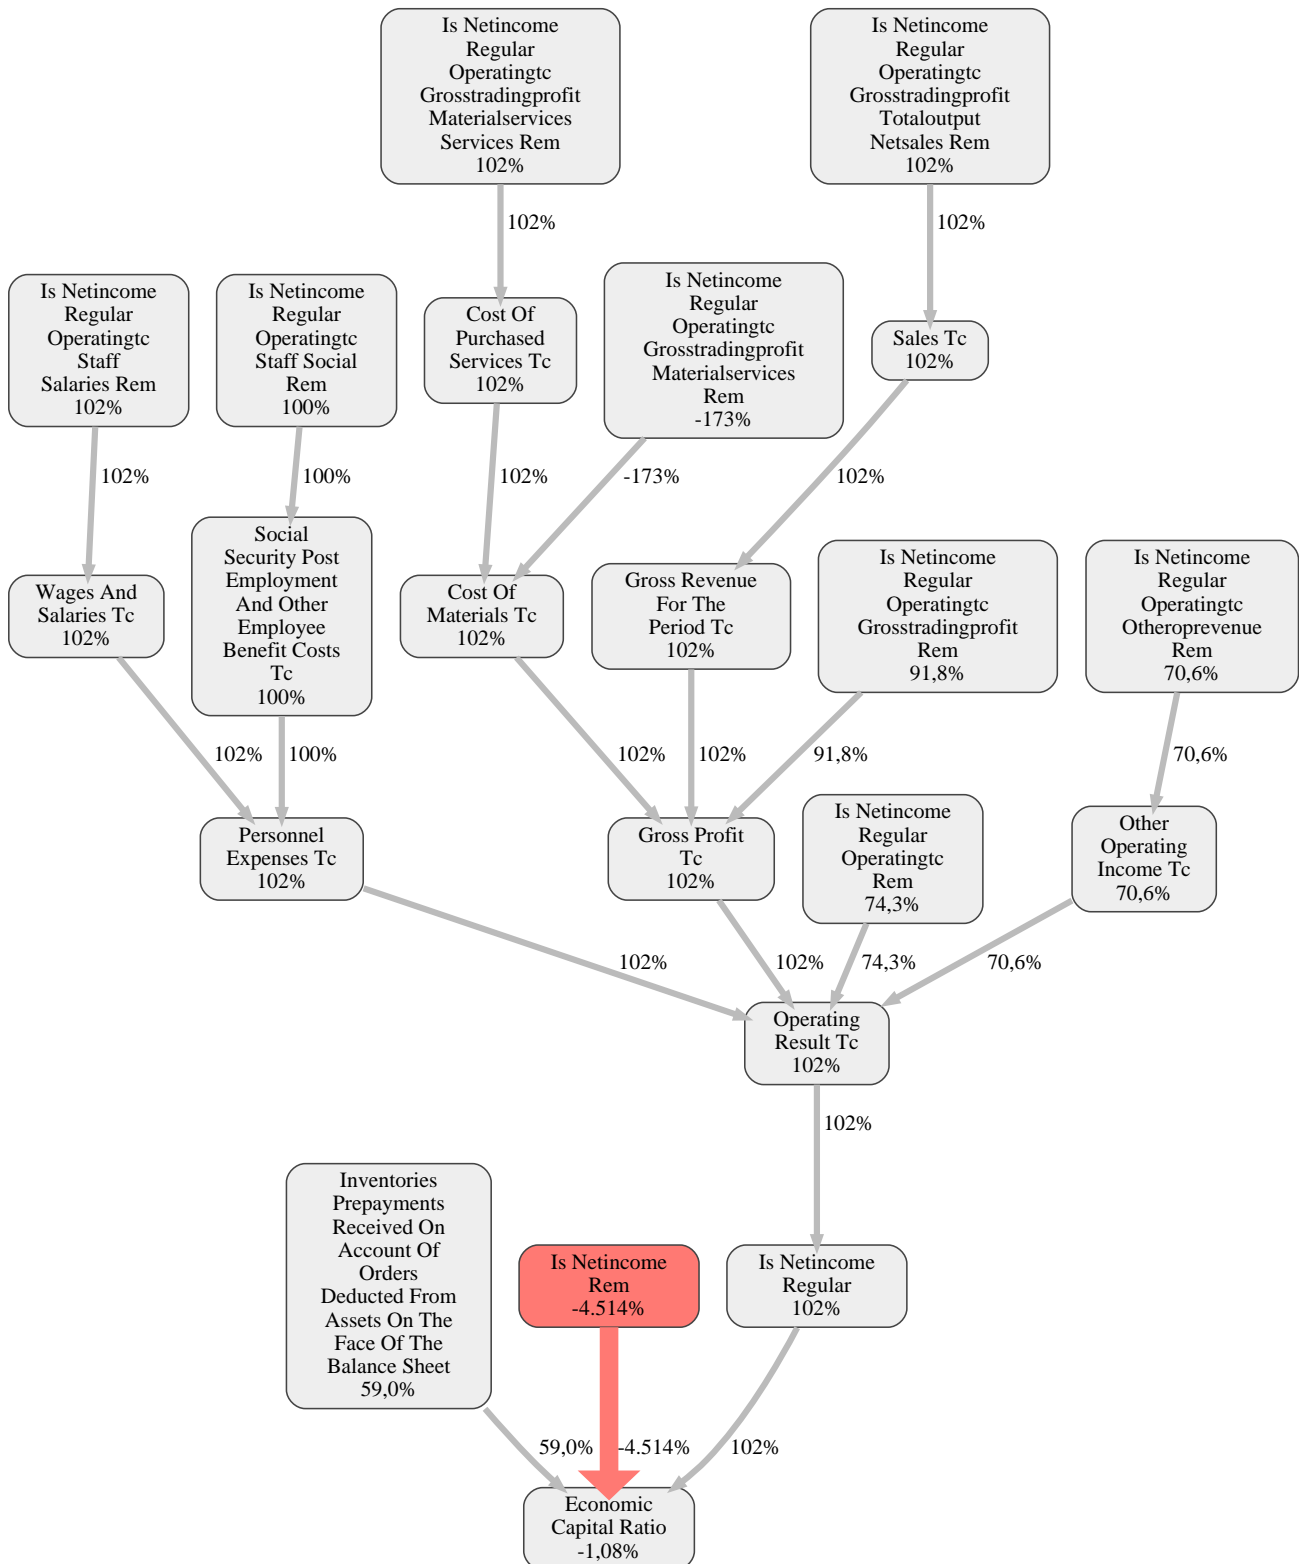 Is Netincome
Regular
Operatingtc
Grosstradingprofit
Materialservices
Services Rem
102%
Is Netincome
Regular
Operatingtc
Grosstradingprofit
Totaloutput
Netsales Rem
102%
102%
102%
Is Netincome
Regular
Operatingtc
Staff
Salaries Rem
102%
Is Netincome
Regular
Operatingtc
Staff Social
Rem
100%
Cost Of
Purchased
Services Tc
102%
Is Netincome
Regular
Operatingtc
Grosstradingprofit
Materialservices
Rem
-173%
Sales Tc
102%
102%
100%
102%
-173%
102%
Wages And
Salaries Tc
102%
Social
Security Post
Employment
And Other
Employee
Benefit Costs
Tc
100%
Cost Of
Materials Tc
102%
Gross Revenue
For The
Period Tc
102%
Is Netincome
Regular
Operatingtc
Grosstradingprofit
Rem
91,8%
Is Netincome
Regular
Operatingtc
Otheroprevenue
Rem
70,6%
102%
100%
102%
102%
91,8%
70,6%
Personnel
Expenses Tc
102%
Gross Profit
Tc
102%
Is Netincome
Regular
Operatingtc
Rem
74,3%
Other
Operating
Income Tc
70,6%
102%
102%
74,3%
70,6%
Operating
Result Tc
102%
102%
Inventories
Prepayments
Received On
Account Of
Orders
Deducted From
Assets On The
Face Of The
Balance Sheet
59,0%
Is Netincome
Rem
-4.514%
Is Netincome
Regular
102%
59,0%
-4.514%
102%
Economic
Capital Ratio
-1,08%